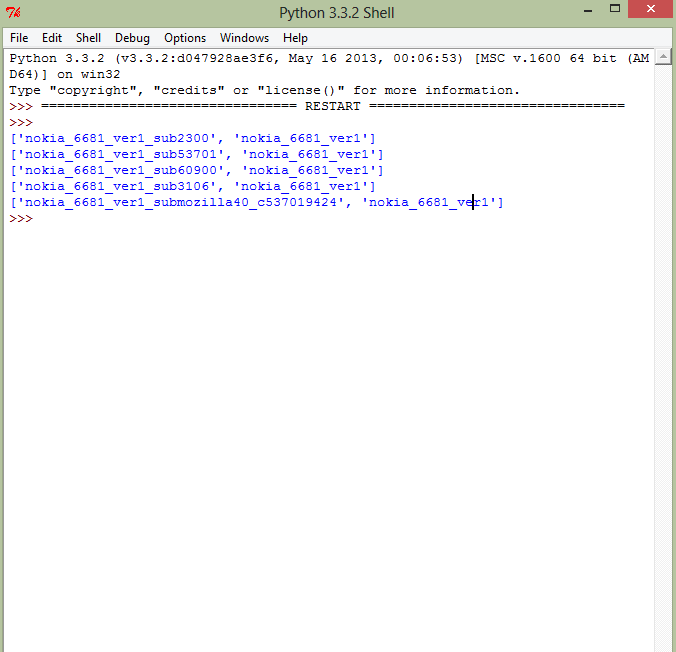 Python 3.3.2 Shell
File Edit Shell Debug Options Windows Help
Python 3.3.2 (v3.3.2:d047928ae3f6, May 16 2013, 00:06:53) [MSC v.1600 64 bit (AM
D64)] on win32
Type "copyright", "credits" or "license()" for more information.
>>> ================================ RESTART ================================
>>>
['nokia_6681_ver1_sub2300', 'nokia_6681_ver1']
['nokia_6681_ver1_sub53701', 'nokia_6681_ver1']
['nokia_6681_ver1_sub60900', 'nokia_6681_ver1']
['nokia_6681_ver1_sub3106', 'nokia_6681_ver1']
['nokia_6681_ver1_submozilla40_c537019424', 'nokia_6681_ver1']
>>>